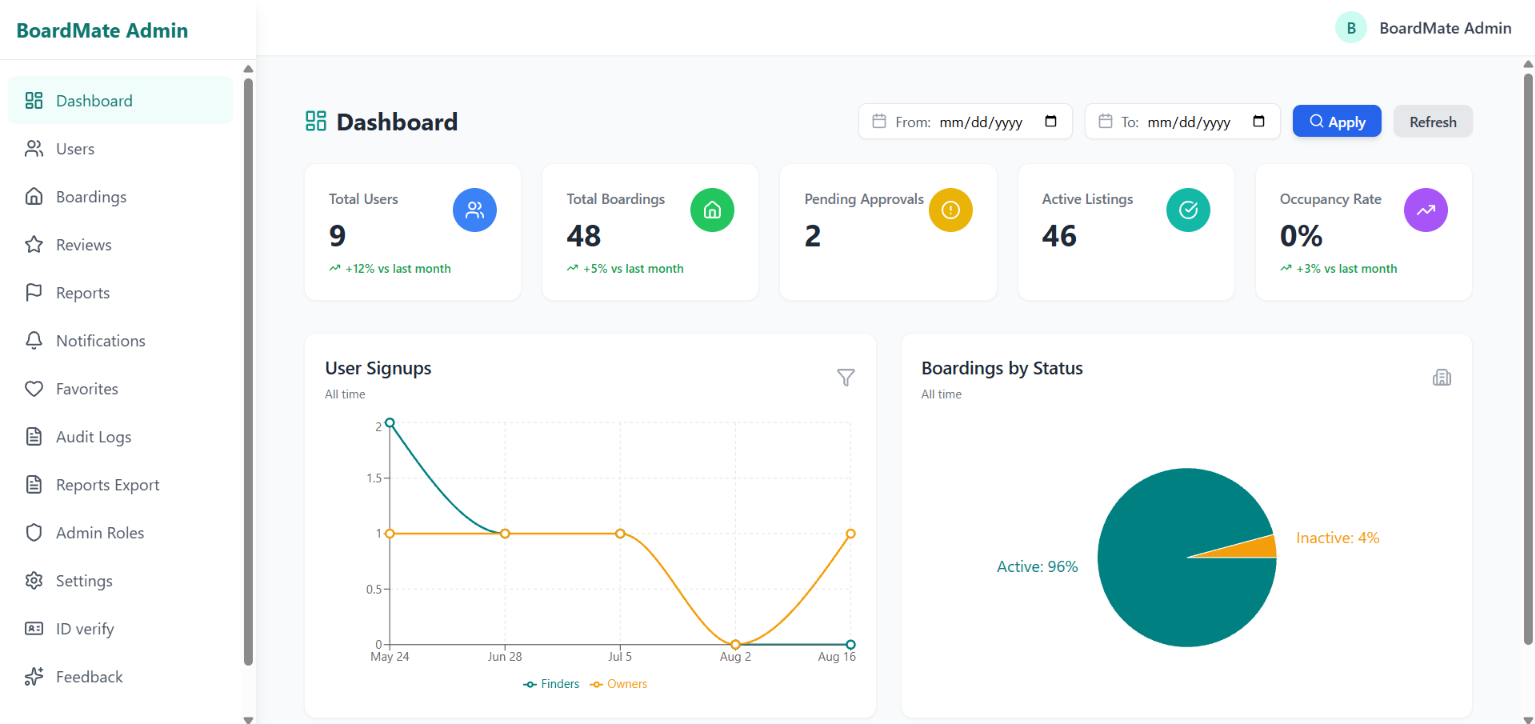 BoardMate Admin
B BoardMate Admin
Dashboard
Users
Boardings
Reviews
Reports
Notifications
Favorites
Audit Logs
Reports Export
Admin Roles
Settings
ID verify
Feedback
Dashboard
From: mm/dd/yyyy
To: mm/dd/yyyy
Apply
Refresh
Total Users
9
+12% vs last month
Total Boardings
48
+5% vs last month
Pending Approvals
2
Active Listings
46
Occupancy Rate
0%
+3% vs last month
User Signups
All time
2
1.5
1
0.5
0
May 24 Jun 28 Jul 5 Aug 2 Aug 16
Finders Owners
Boardings by Status
All time
Inactive: 4%
Active: 96%